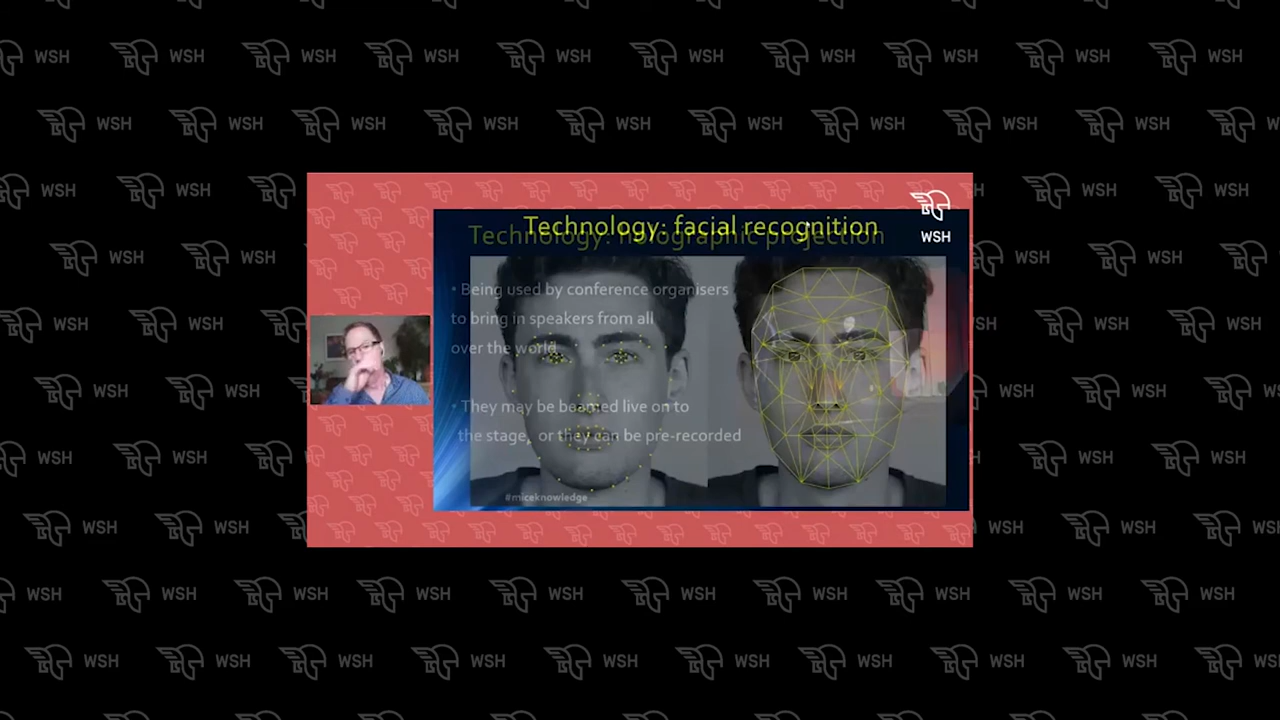 WSH
Technology: facial recognition
Technology: holographic projection
• Being used by conference organisers
to bring in speakers from all
over the world
• They may be beamed live on to
the stage, or they can be pre-recorded
#miceknowledge